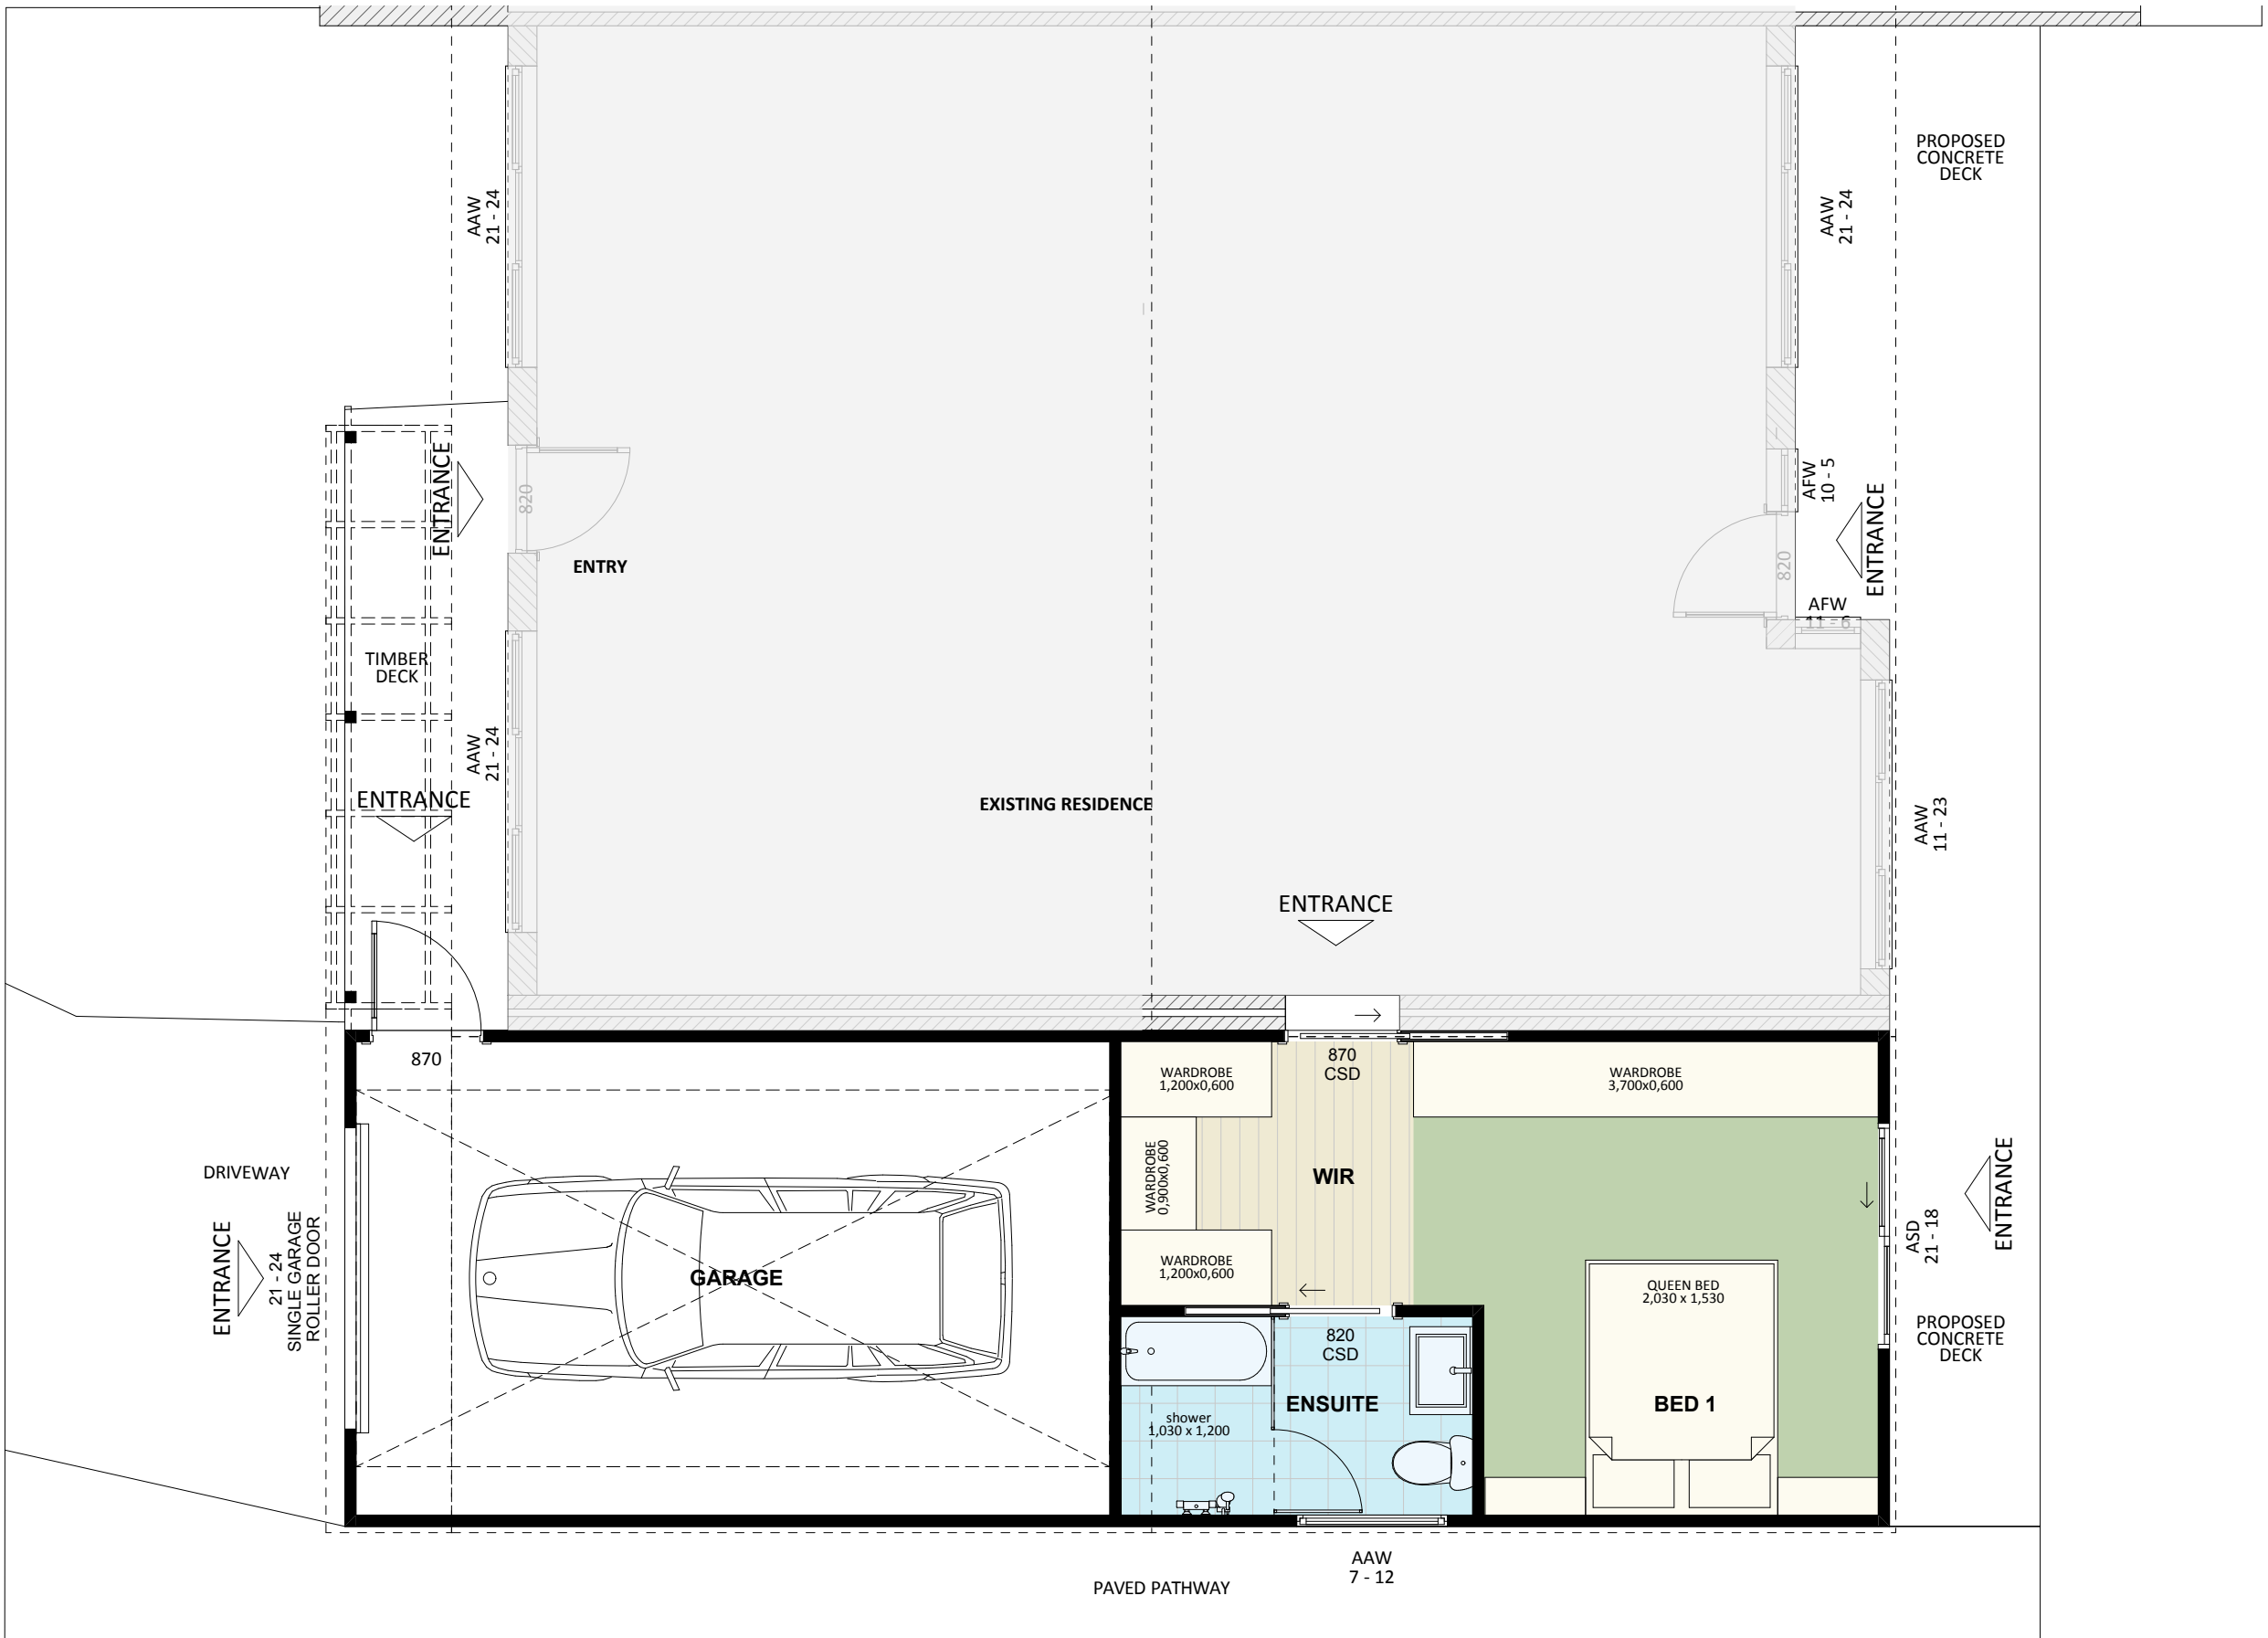 PROPOSED
CONCRETE
DECK
AAW
21 - 24
AAW
21 - 24
ENTRANCE
820
AFW
10 - 5
ENTRANCE
820
ENTRY
AFW
11 - 6
TIMBER
DECK
AAW
21 - 24
ENTRANCE
EXISTING RESIDENCE
AAW
11 - 23
ENTRANCE
870
870
CSD
WARDROBE
1,200x0,600
WARDROBE
3,700x0,600
WARDROBE
0,900x0,600
WIR
DRIVEWAY
ENTRANCE
21 - 24
SINGLE GARAGE
ROLLER DOOR
GARAGE
WARDROBE
1,200x0,600
QUEEN BED
2,030 x 1,530
ASD
21 - 18
ENTRANCE
820
CSD
PROPOSED
CONCRETE
DECK
ENSUITE
BED 1
shower
1,030 x 1,200
AAW
7 - 12
PAVED PATHWAY